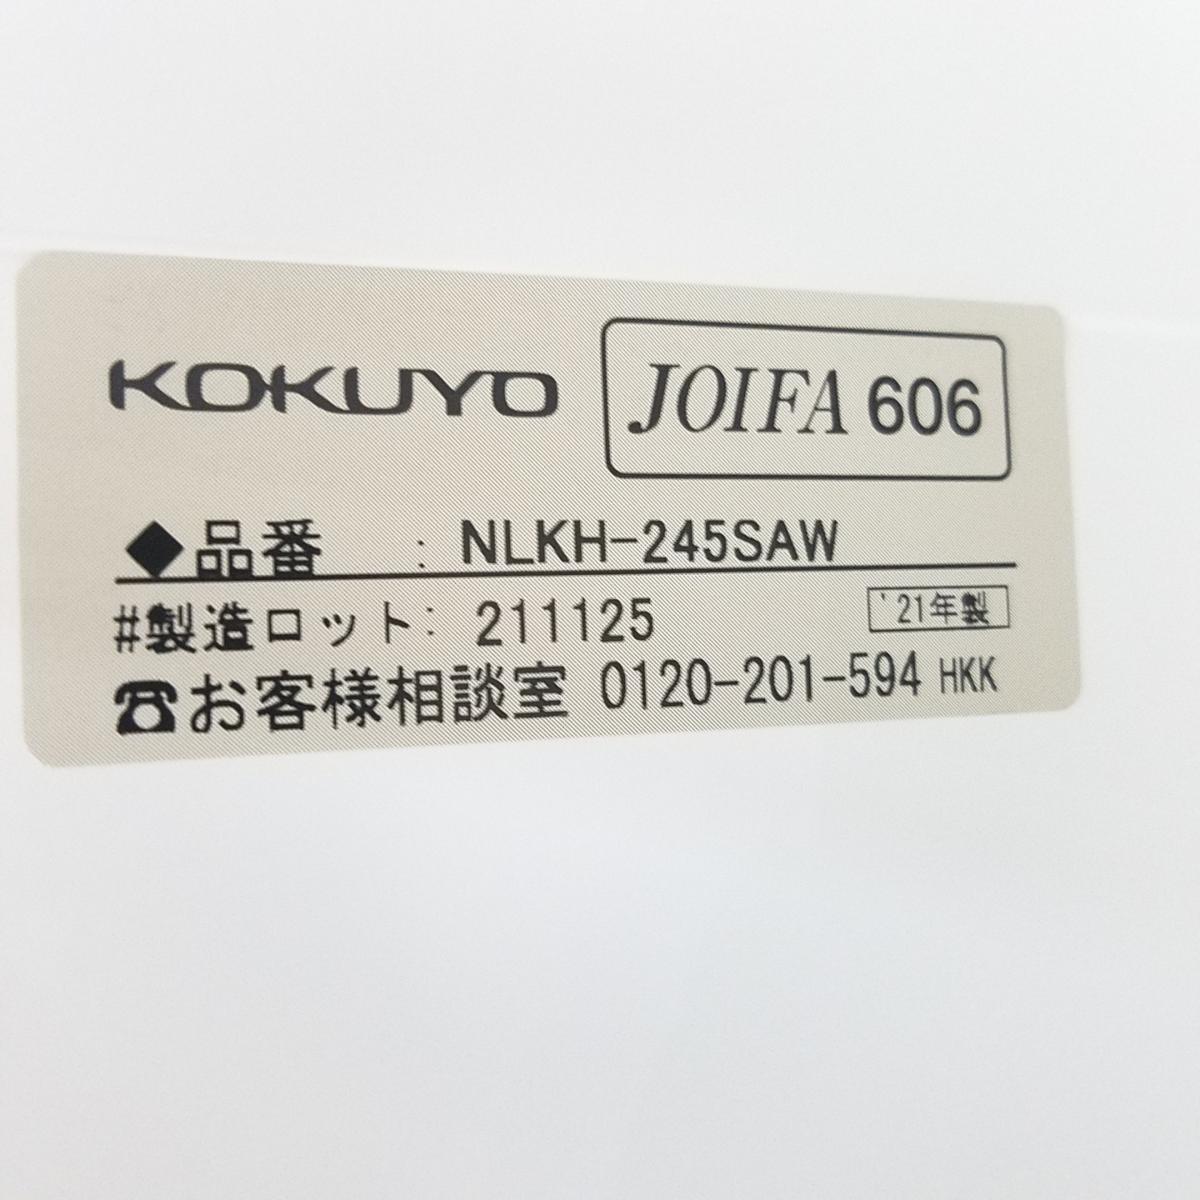 KOKUYO JOIFA 606
◆品番 : NLKH-245SAW
#製造ロット: 211125 '21年製
☎お客様相談室 0120-201-594 HKK